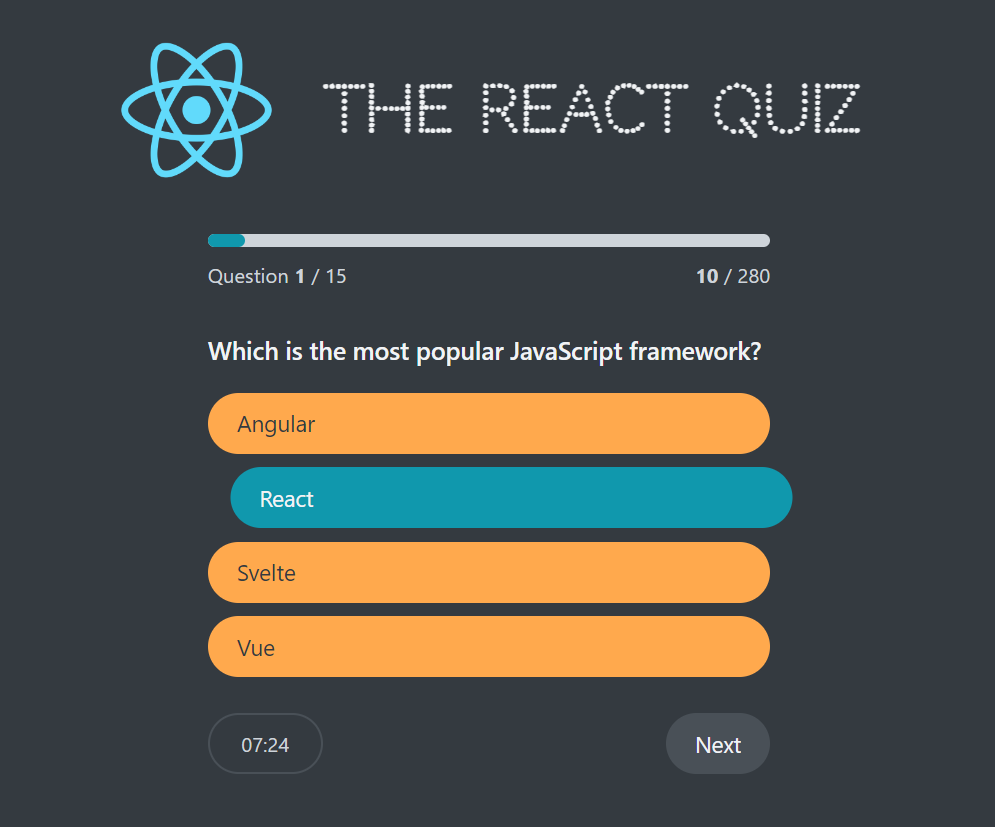 THE REACT QUIZ
Question 1 / 15
10 / 280
Which is the most popular JavaScript framework?
Angular
React
Svelte
Vue
07:24
Next